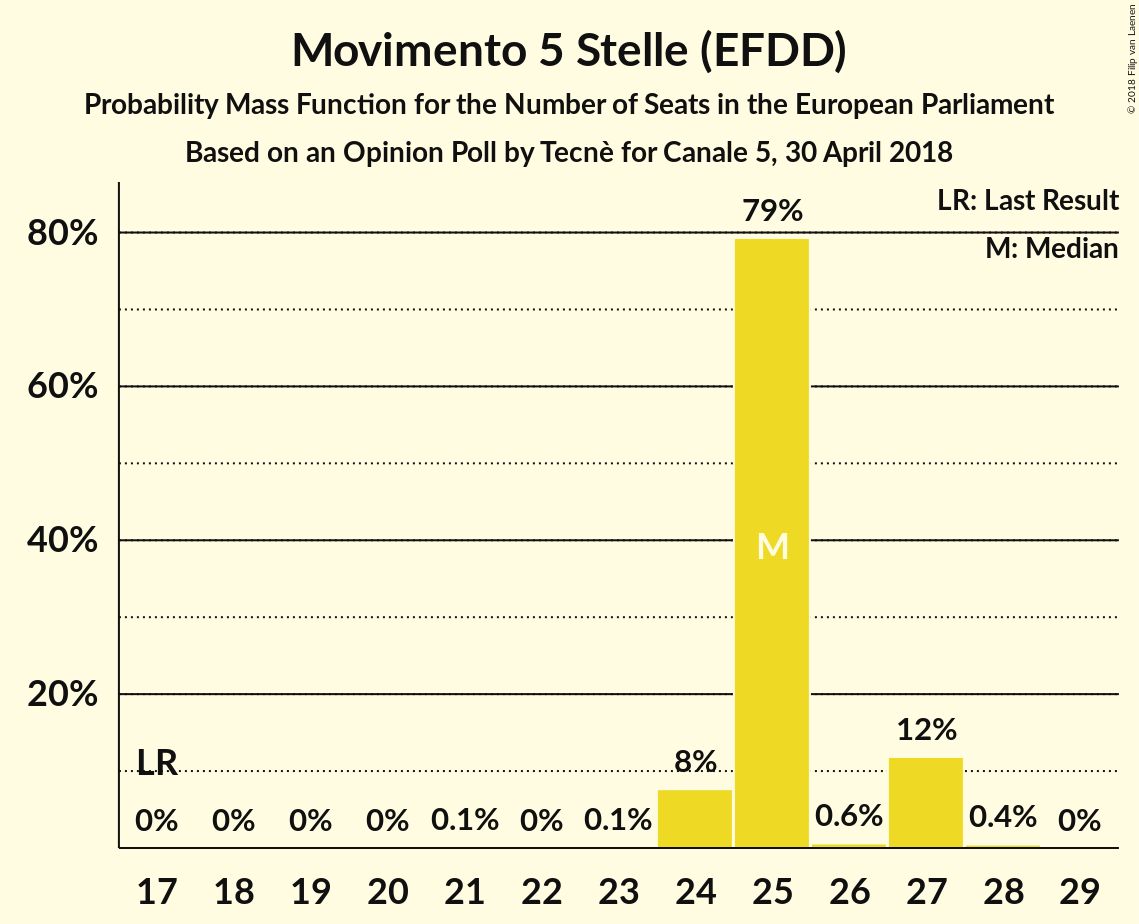 Movimento 5 Stelle (EFDD)
Probability Mass Function for the Number of Seats in the European Parliament
Based on an Opinion Poll by Tecnè for Canale 5, 30 April 2018
© 2018 Filip van Laenen
LR: Last Result
M: Median
80%
60%
40%
20%
79%
M
12%
8%
LR
0% 0% 0% 0% 0.1% 0% 0.1% 0.6% 0.4% 0%
17 18 19 20 21 22 23 24 25 26 27 28 29